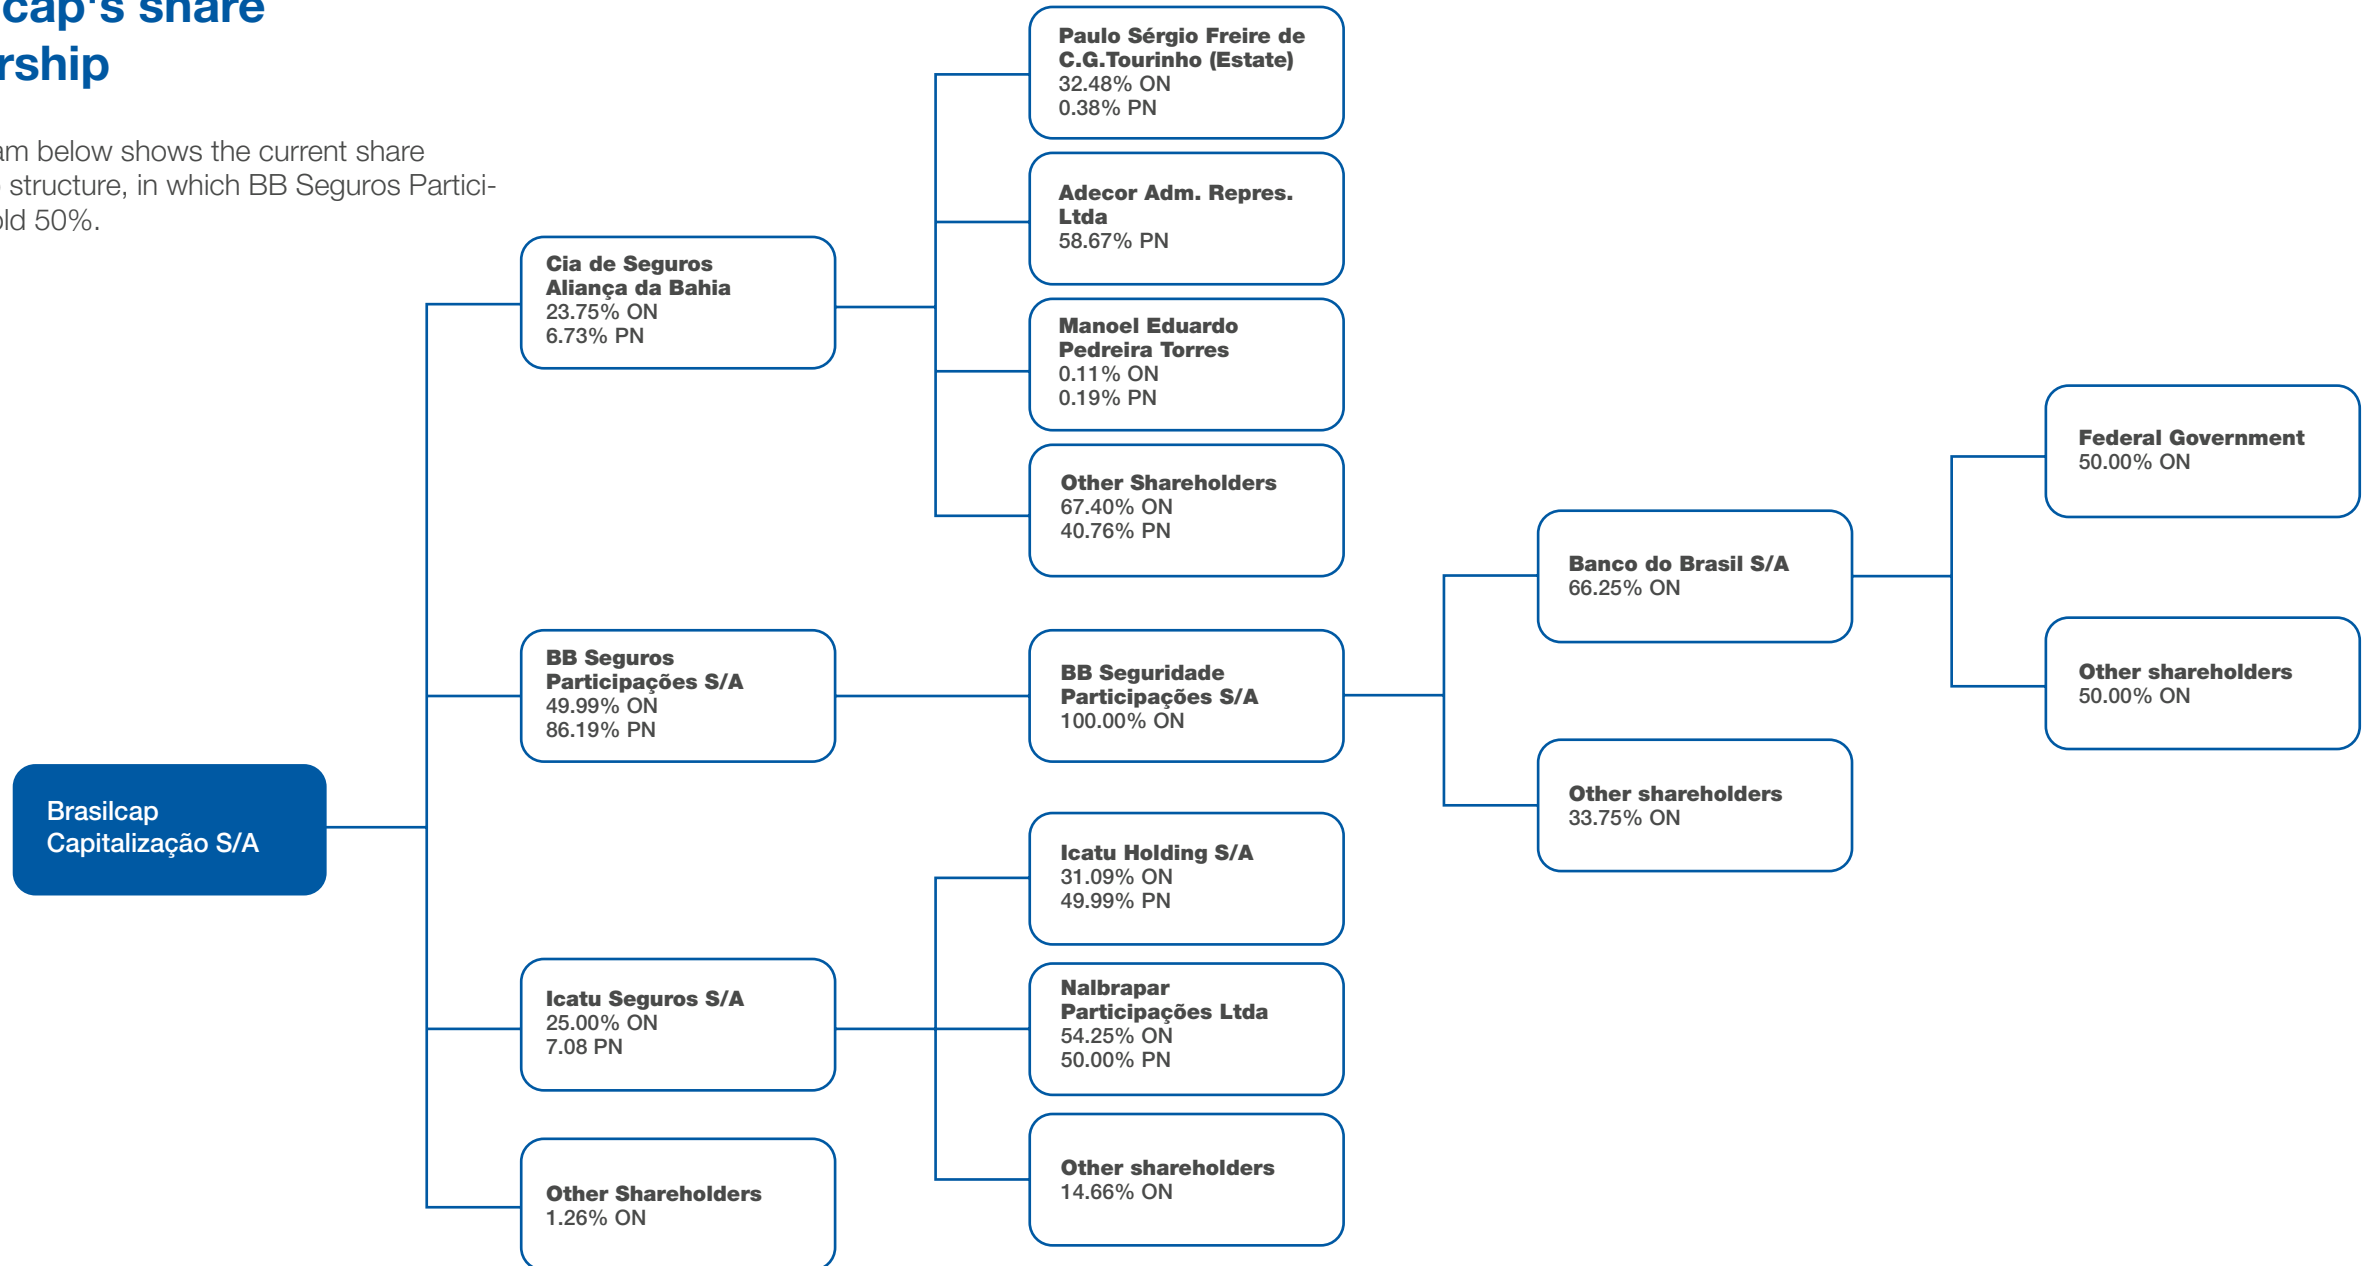 cap's share
rship
am below shows the current share
structure, in which BB Seguros Partici-
old 50%.
Paulo Sérgio Freire de
C.G.Tourinho (Estate)
32.48% ON
0.38% PN
Adecor Adm. Repres.
Ltda
58.67% PN
Cia de Seguros
Aliança da Bahia
23.75% ON
6.73% PN
Manoel Eduardo
Pedreira Torres
0.11% ON
0.19% PN
Other Shareholders
67.40% ON
40.76% PN
Federal Government
50.00% ON
Banco do Brasil S/A
66.25% ON
BB Seguros
Participações S/A
49.99% ON
86.19% PN
BB Seguridade
Participações S/A
100.00% ON
Other shareholders
50.00% ON
Other shareholders
33.75% ON
Brasilcap
Capitalização S/A
Icatu Holding S/A
31.09% ON
49.99% PN
Icatu Seguros S/A
25.00% ON
7.08 PN
Nalbrapar
Participações Ltda
54.25% ON
50.00% PN
Other shareholders
14.66% ON
Other Shareholders
1.26% ON